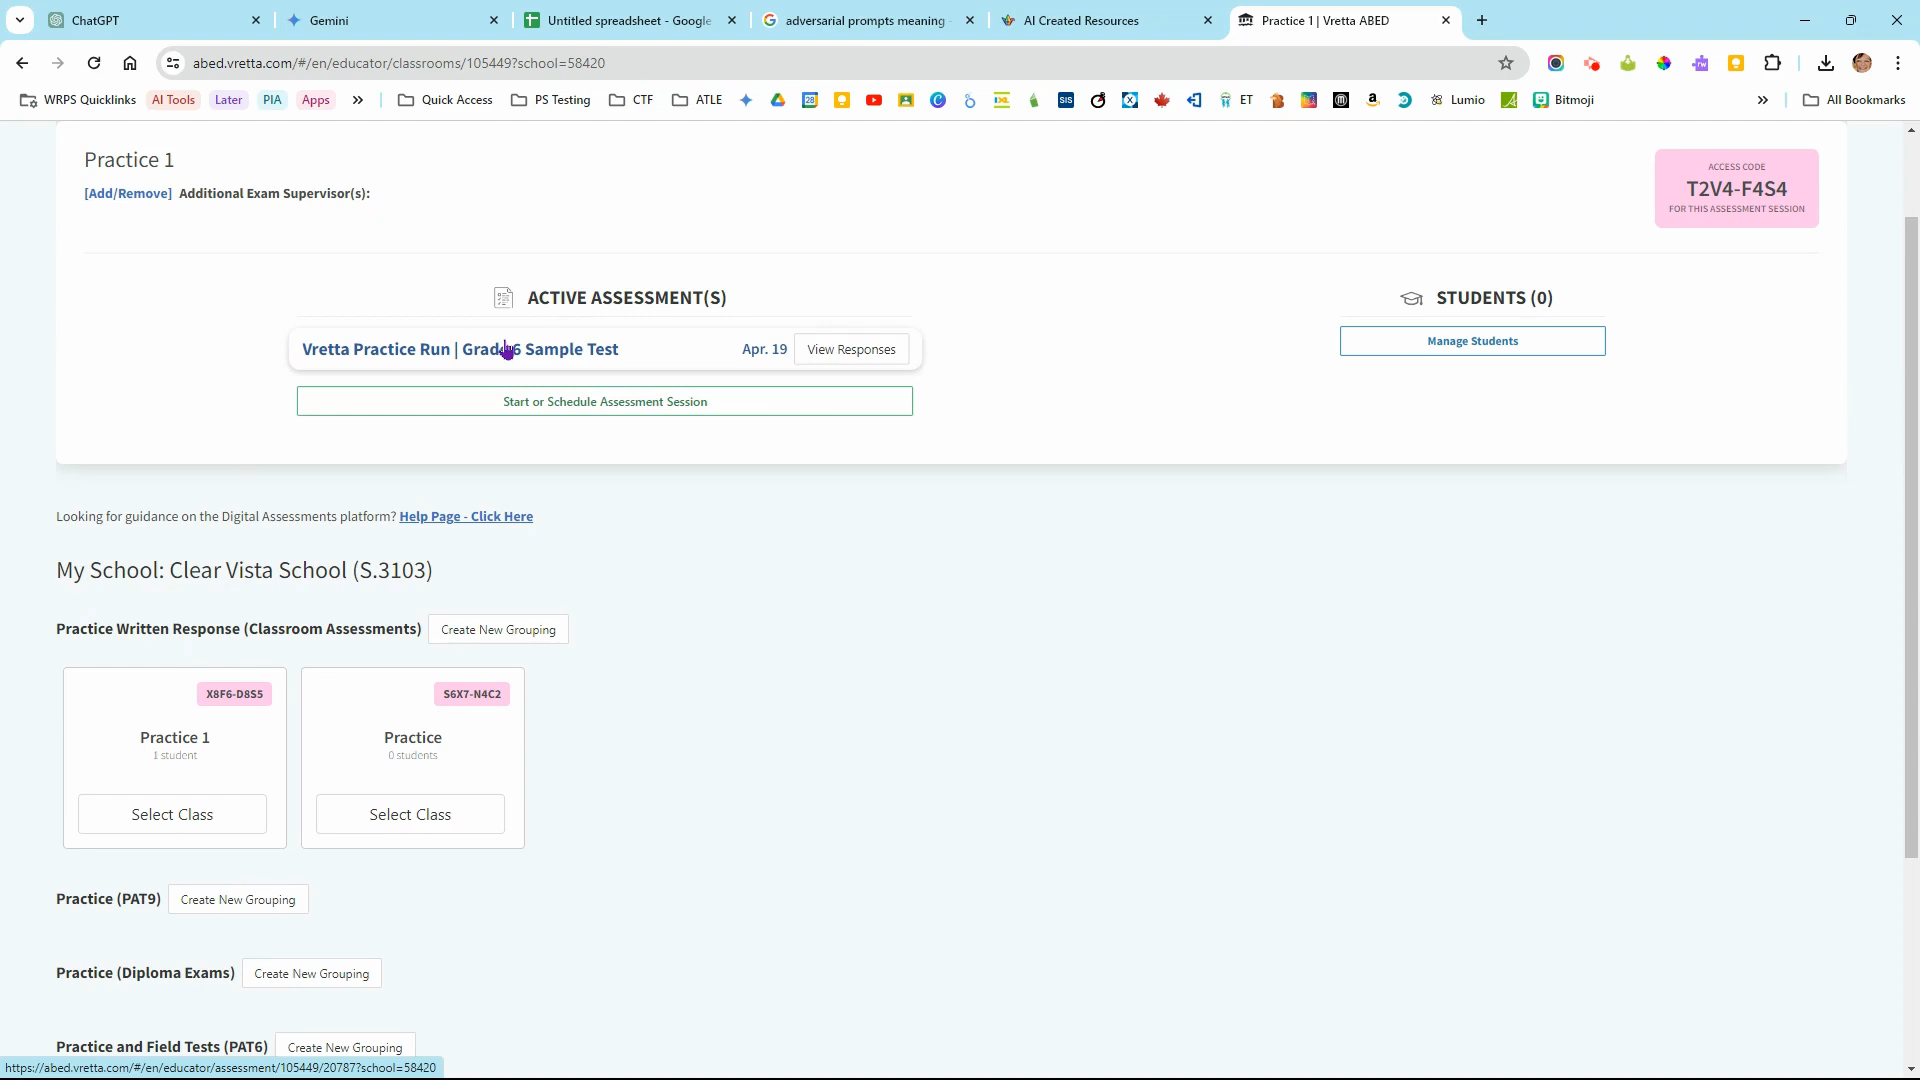 ChatGPT
Gemini
Untitled spreadsheet - Google
adversarial prompts meaning
AI Created Resources
Practice 1 | Vretta ABED
abed.vretta.com/#/en/educator/classrooms/105449?school=58420
WRPS Quicklinks
AI Tools
Later
PIA
Apps
Quick Access
PS Testing
CTF
ATLE
ET
Lumio
Bitmoji
All Bookmarks
Practice 1
[Add/Remove] Additional Exam Supervisor(s):
ACCESS CODE
T2V4-F4S4
FOR THIS ASSESSMENT SESSION
ACTIVE ASSESSMENT(S)
STUDENTS (0)
Vretta Practice Run | Grade 6 Sample Test
Apr. 19
View Responses
Manage Students
Start or Schedule Assessment Session
Looking for guidance on the Digital Assessments platform? Help Page - Click Here
My School: Clear Vista School (S.3103)
Practice Written Response (Classroom Assessments)
Create New Grouping
X8F6-D8S5
Practice 1
1 student
Select Class
S6X7-N4C2
Practice
0 students
Select Class
Practice (PAT9)
Create New Grouping
Practice (Diploma Exams)
Create New Grouping
Practice and Field Tests (PAT6)
Create New Grouping
https://abed.vretta.com/#/en/educator/assessment/105449/20787?school=58420